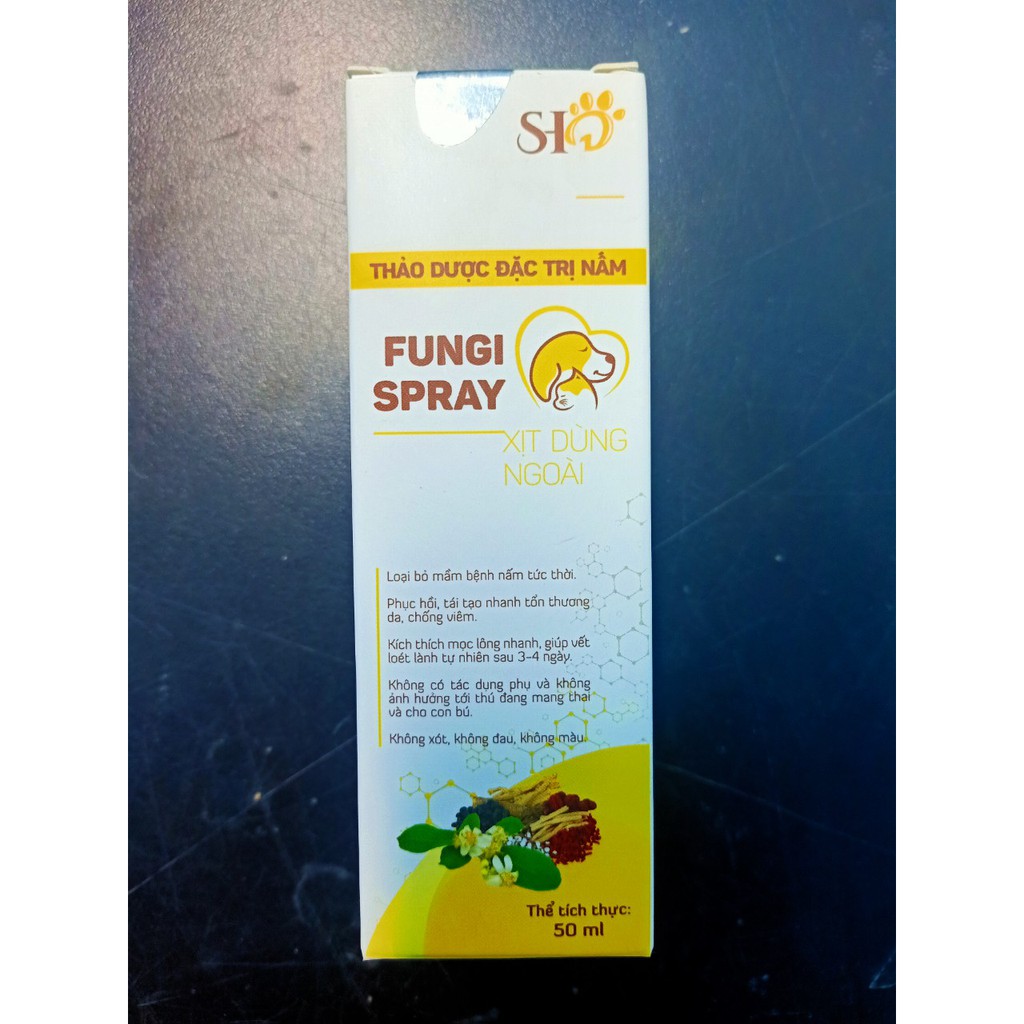 SHO
THẢO DƯỢC ĐẶC TRỊ NẤM
FUNGI
SPRAY
XỊT DÙNG
NGOÀI
Loại bỏ mầm bệnh nấm tức thời.
Phục hồi, tái tạo nhanh tổn thương
da, chống viêm.
Kích thích mọc lông nhanh, giúp vết
loét lành tự nhiên sau 3-4 ngày.
Không có tác dụng phụ và không
ảnh hưởng tới thú đang mang thai
và cho con bú.
Không xót, không đau, không màu.
Thể tích thực:
50 ml